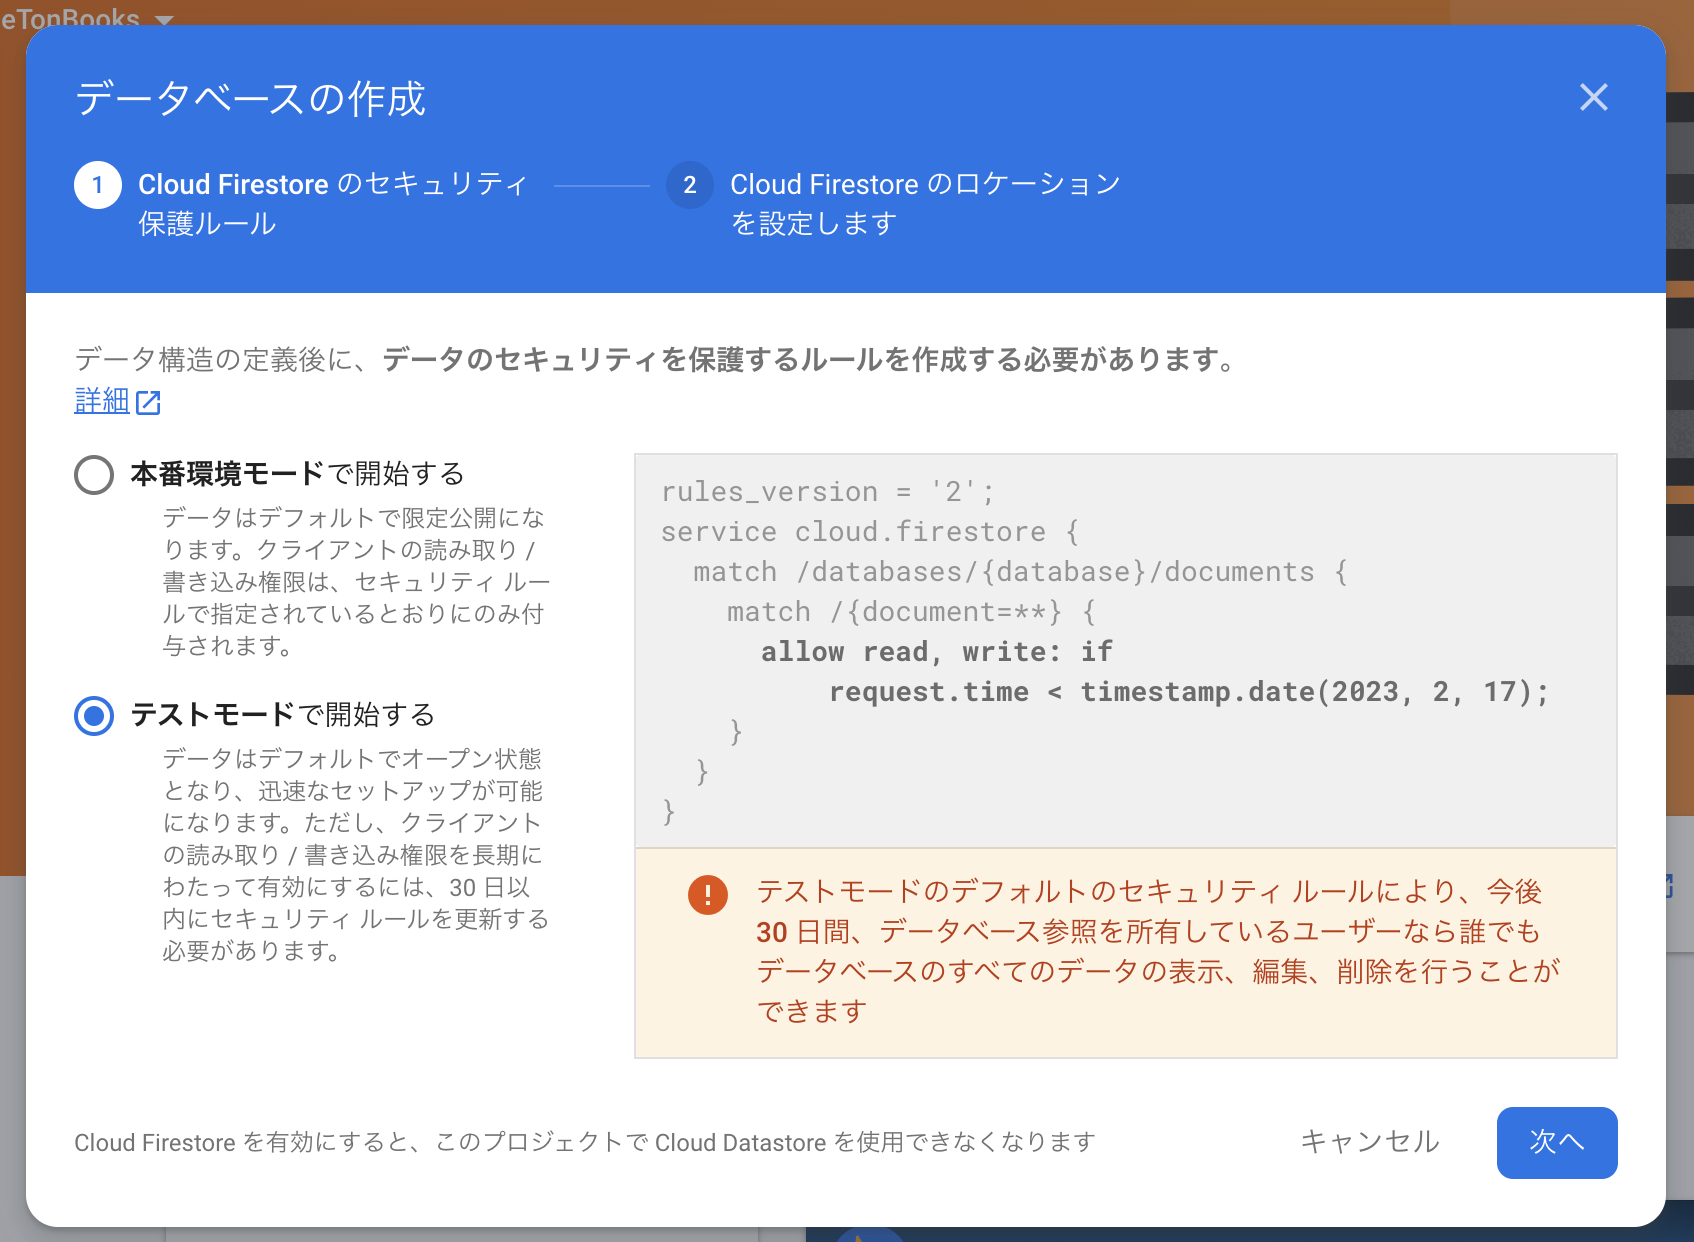 eTonBooks
データベースの作成
1 Cloud Firestore のセキュリティ
保護ルール
2 Cloud Firestore のロケーション
を設定します
データ構造の定義後に、データのセキュリティを保護するルールを作成する必要があります。
詳細
本番環境モードで開始する
データはデフォルトで限定公開にな
ります。クライアントの読み取り /
書き込み権限は、セキュリティ ルー
ルで指定されているとおりにのみ付
与されます。
テストモードで開始する
データはデフォルトでオープン状態
となり、迅速なセットアップが可能
になります。ただし、クライアント
の読み取り / 書き込み権限を長期に
わたって有効にするには、30 日以
内にセキュリティ ルールを更新する
必要があります。
rules_version = '2';
service cloud.firestore {
match /databases/{database}/documents {
match /{document=**} {
allow read, write: if
request.time < timestamp.date(2023, 2, 17);
}
}
}
テストモードのデフォルトのセキュリティ ルールにより、今後
30 日間、データベース参照を所有しているユーザーなら誰でも
データベースのすべてのデータの表示、編集、削除を行うことが
できます
Cloud Firestore を有効にすると、このプロジェクトで Cloud Datastore を使用できなくなります
キャンセル
次へ